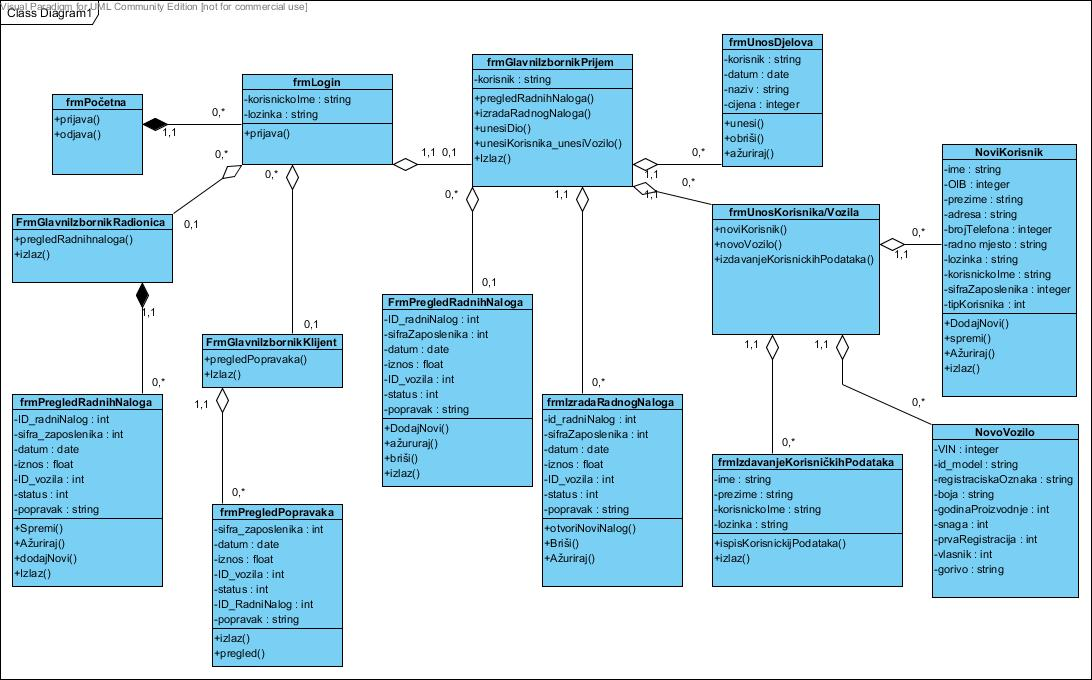 Visual Paradigm for UML Community Edition [not for commercial use]
Class Diagram1
frmPočetna
+prijava()
+odjava()
1,1
0,*
frmLogin
-korisnickoIme : string
-lozinka : string
+prijava()
0,*
0,1
0,*
0,1
1,1
0,1
frmGlavniIzbornikPrijem
-korisnik : string
+pregledRadnihNaloga()
+izradaRadnogNaloga()
+unesiDio()
+unesiKorisnika_unesiVozilo()
+Izlaz()
0,*
0,1
1,1
0,*
1,1
0,*
1,1
0,*
frmUnosDjelova
-korisnik : string
-datum : date
-naziv : string
-cijena : integer
+unesi()
+obriši()
+ažuriraj()
NoviKorisnik
-ime : string
-OIB : integer
-prezime : string
-adresa : string
-brojTelefona : integer
-radno mjesto : string
-lozinka : string
-korisnickoIme : string
-sifraZaposlenika : integer
-tipKorisnika : int
+DodajNovi()
+spremi()
+Ažuriraj()
+izlaz()
frmUnosKorisnika/Vozila
+noviKorisnik()
+novoVozilo()
+izdavanjeKorisnickihPodataka()
1,1
0,*
1,1
0,*
1,1
0,*
FrmGlavniIzbornikRadionica
+pregledRadnihnaloga()
+izlaz()
1,1
0,*
frmPregledRadnihNaloga
-ID_radniNalog : int
-sifra_zaposlenika : int
-datum : date
-iznos : float
-ID_vozila : int
-status : int
-popravak : string
+Spremi()
+Ažuriraj()
+dodajNovi()
+Izlaz()
FrmGlavniIzbornikKlijent
+pregledPopravaka()
+Izlaz()
1,1
0,*
frmPregledPopravaka
-sifra_zaposlenika : int
-datum : date
-iznos : float
-ID_vozila : int
-status : int
-ID_RadniNalog : int
-popravak : string
+izlaz()
+pregled()
FrmPregledRadnihNaloga
-ID_radniNalog : int
-sifraZaposlenika : int
-datum : date
-iznos : float
-ID_vozila : int
-status : int
-popravak : string
+DodajNovi()
+ažururaj()
+briši()
+izlaz()
frmIzradaRadnogNaloga
-id_radniNalog : int
-sifraZaposlenika : int
-datum : date
-iznos : float
-ID_vozila : int
-status : int
-popravak : string
+otvoriNoviNalog()
+Briši()
+Ažuriraj()
frmIzdavanjeKorisničkihPodataka
-ime : string
-prezime : string
-korisnickoIme : string
-lozinka : string
+ispisKorisnickijPodataka()
+izlaz()
NovoVozilo
-VIN : integer
-id_model : string
-registraciskaOznaka : string
-boja : string
-godinaProizvodnje : int
-snaga : int
-prvaRegistracija : int
-vlasnik : int
-gorivo : string